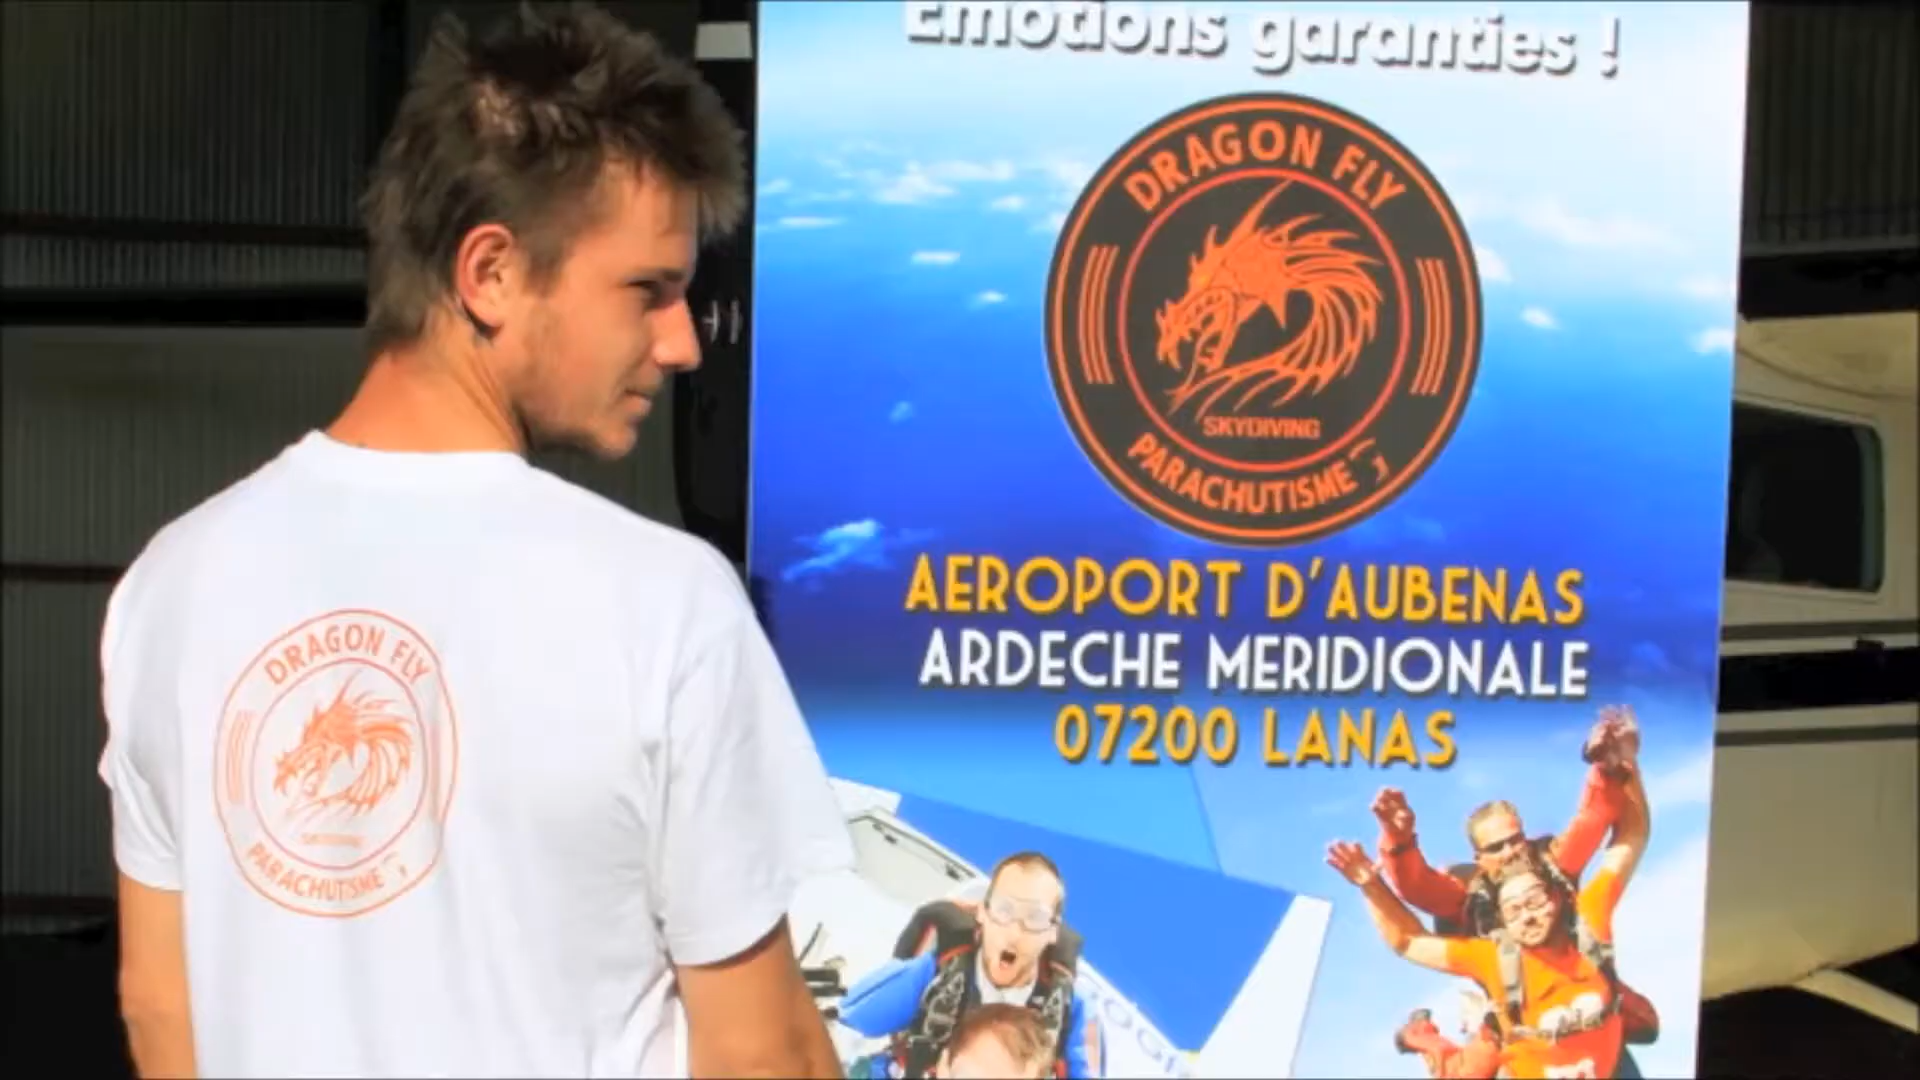 Emotions garanties !
DRAGON FLY
SKYDIVING
PARACHUTISME
AEROPORT D'AUBENAS
ARDECHE MERIDIONALE
07200 LANAS
DRAGON FLY
PARACHUTISME